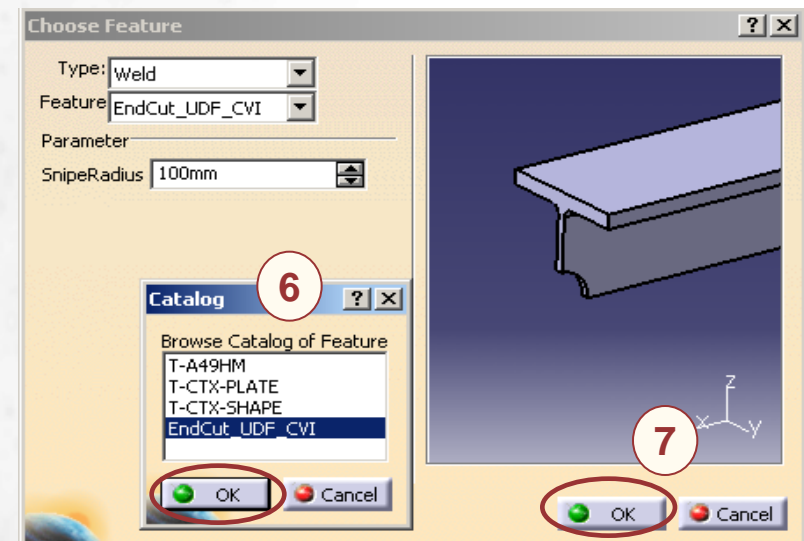 Choose Feature
Type: Weld
Feature EndCut_UDF_CVI
Parameter
SnipeRadius 100mm
6
Catalog
Browse Catalog of Feature
T-A49HM
T-CTX-PLATE
T-CTX-SHAPE
EndCut_UDF_CVI
OK Cancel
z
x y
7
OK Cancel